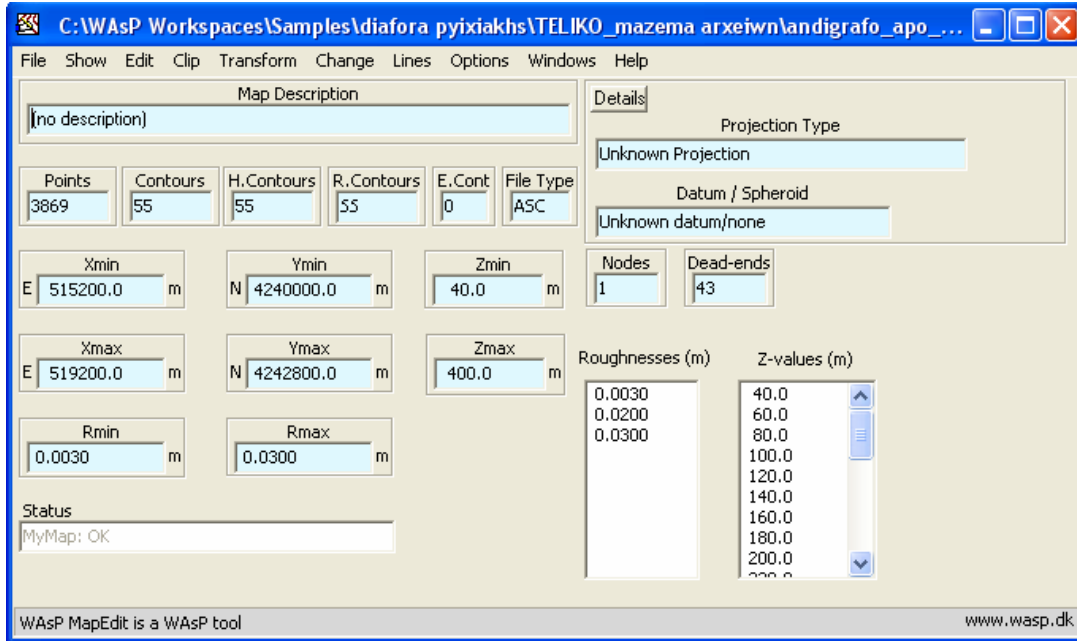 C:\WAsP Workspaces\Samples\diafora pyixiakhs\TELIKO_mazema arxeiwn\andigrafo_apo_...
File Show Edit Clip Transform Change Lines Options Windows Help
Map Description
(no description)
Details
Projection Type
Unknown Projection
Datum / Spheroid
Unknown datum/none
Points Contours H.Contours R.Contours E.Cont File Type
3869 55 55 55 0 ASC
Xmin Ymin Zmin Nodes Dead-ends
E 515200.0 m N 4240000.0 m 40.0 m 1 43
Xmax Ymax Zmax
E 519200.0 m N 4242800.0 m 400.0 m
Roughnesses (m) Z-values (m)
0.0030 40.0
0.0200 60.0
0.0300 80.0
100.0
120.0
140.0
160.0
180.0
200.0
Rmin Rmax
0.0030 m 0.0300 m
Status
MyMap: OK
WAsP MapEdit is a WAsP tool www.wasp.dk